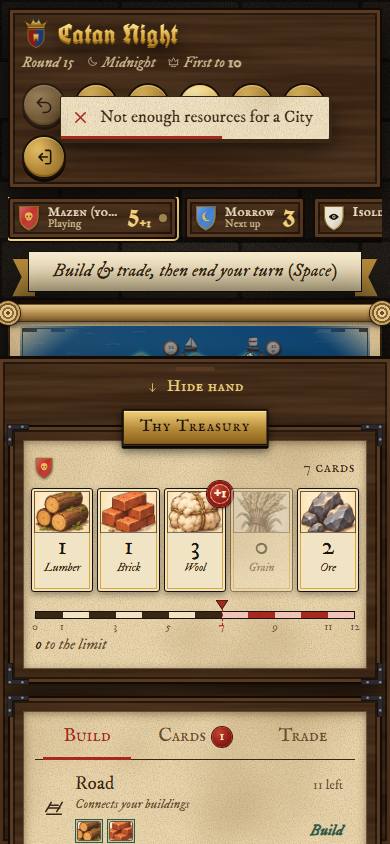 Catan Night
Round 15 Midnight First to 10
Not enough resources for a City
Mazen (yo...
Playing
5+1
Morrow
Next up
3
Isol
Build & trade, then end your turn (Space)
↓ Hide hand
Thy Treasury
7 cards
+1
1 1 3 0 2
Lumber Brick Wool Grain Ore
0 1 3 5 7 9 11 12
0 to the limit
Build Cards 1 Trade
Road 11 left
Connects your buildings
Build